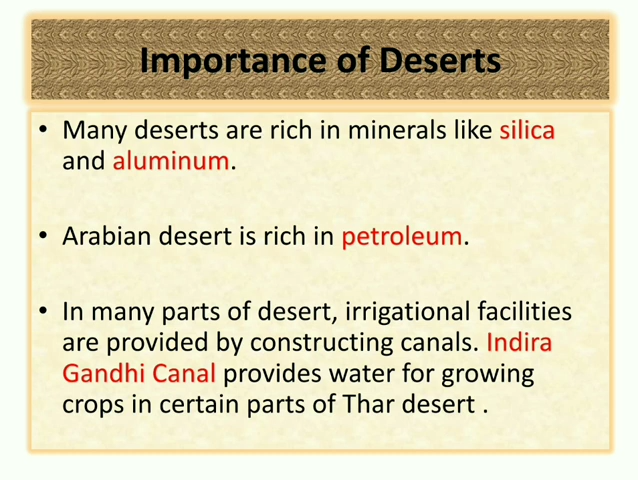 Importance of Deserts
• Many deserts are rich in minerals like silica
and aluminum.
• Arabian desert is rich in petroleum.
• In many parts of desert, irrigational facilities
are provided by constructing canals. Indira
Gandhi Canal provides water for growing
crops in certain parts of Thar desert .